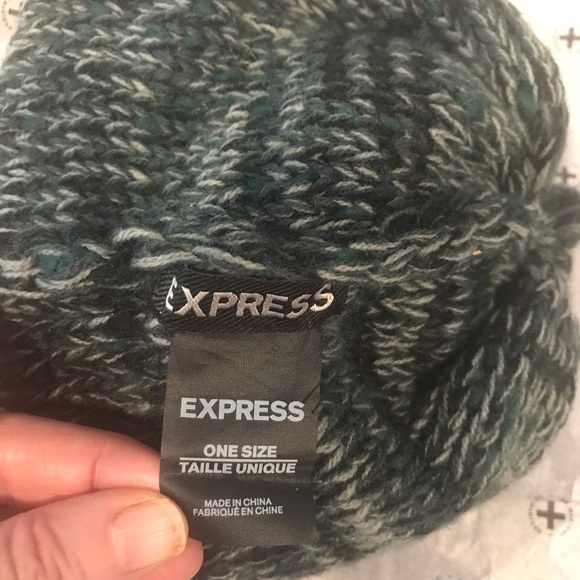 EXPRESS
EXPRESS
ONE SIZE
TAILLE UNIQUE
MADE IN CHINA
FABRIQUÉ EN CHINE